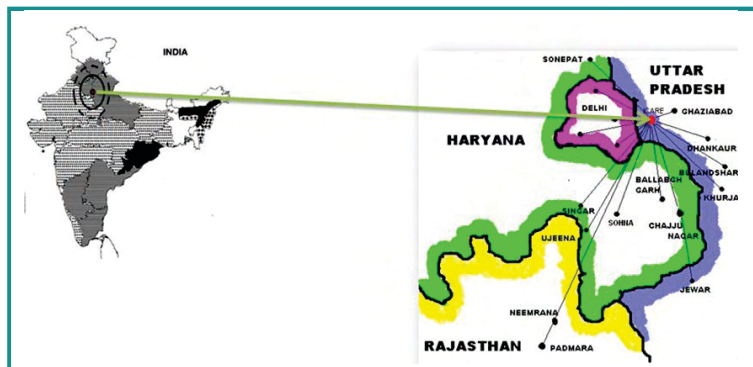 INDIA
SONEPAT
UTTAR
PRADESH
DELHI
CARE
GHAZIABAD
HARYANA
DHANKAUR
BULANDSHAR
BALLABGH
GARH
KHURJA
SINGAR
SOHNA
CHAJJU
NAGAR
UJEENA
JEWAR
NEEMRANA
RAJASTHAN
PADMARA